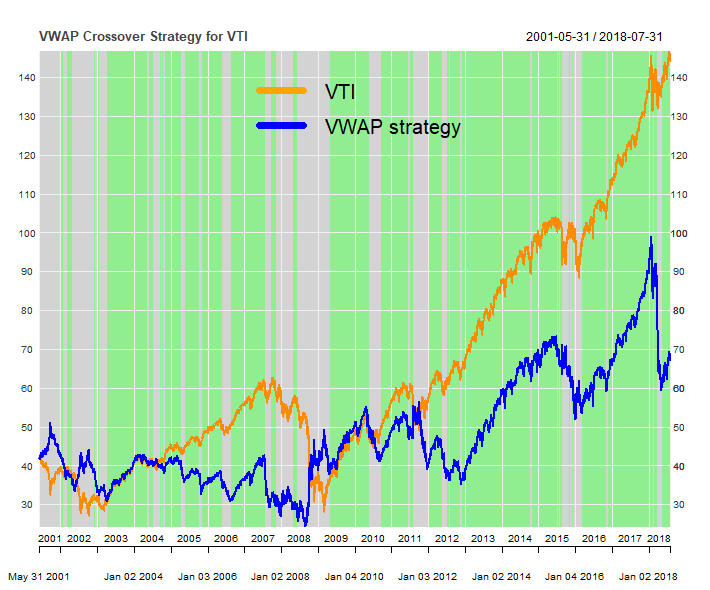 VWAP Crossover Strategy for VTI 2001-05-31 / 2018-07-31
VTI
VWAP strategy
140 140
130 130
120 120
110 110
100 100
90 90
80 80
70 70
60 60
50 50
40 40
30 30
2001 2002 2003 2004 2005 2006 2007 2008 2009 2010 2011 2012 2013 2014 2015 2016 2017 2018
May 31 2001 Jan 02 2004 Jan 03 2006 Jan 02 2008 Jan 04 2010 Jan 03 2012 Jan 02 2014 Jan 04 2016 Jan 02 2018